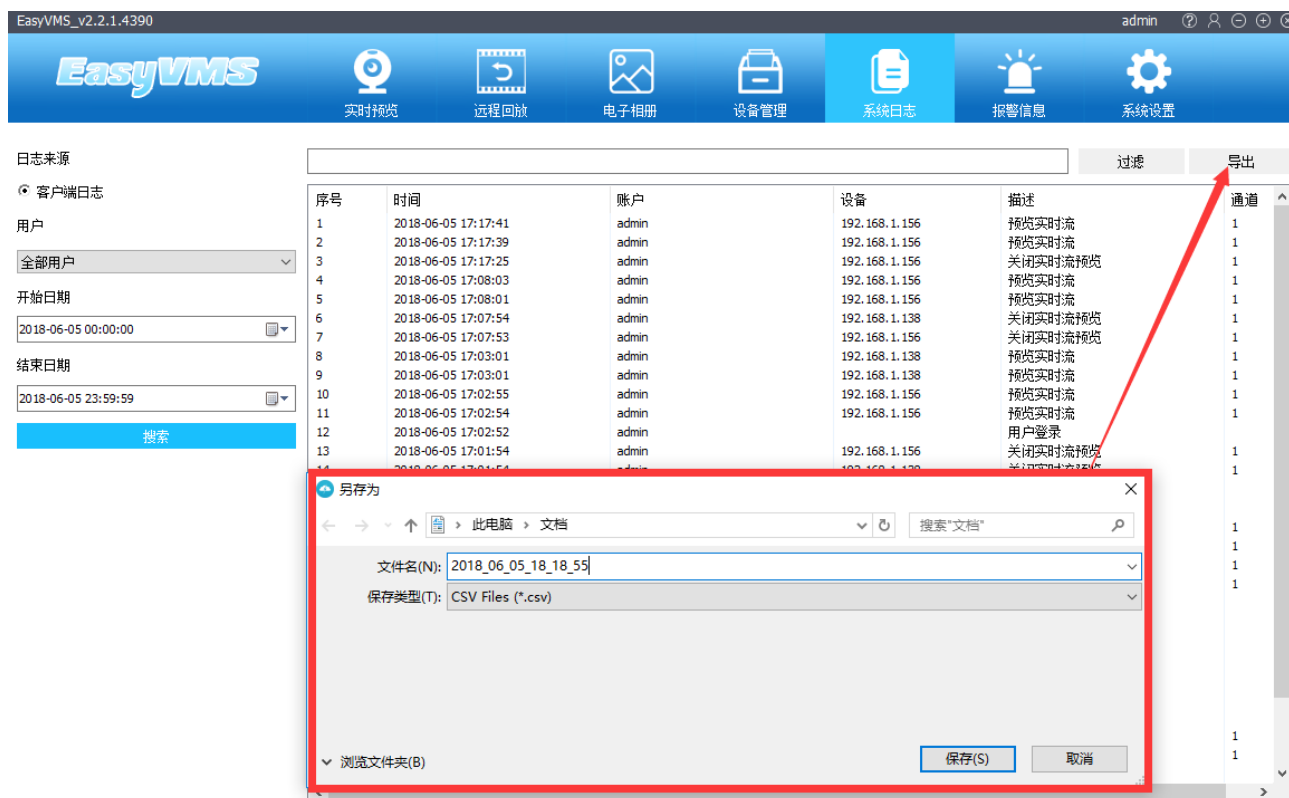 EasyVMS_v2.2.1.4390 admin
EasyVMS
实时预览 远程回放 电子相册 设备管理 系统日志 报警信息 系统设置
日志来源
客户端日志
用户
全部用户
开始日期
2018-06-05 00:00:00
结束日期
2018-06-05 23:59:59
搜索
过滤 导出
序号 时间 账户 设备 描述 通道
1 2018-06-05 17:17:41 admin 192.168.1.156 预览实时流 1
2 2018-06-05 17:17:39 admin 192.168.1.156 预览实时流 1
3 2018-06-05 17:17:25 admin 192.168.1.156 关闭实时流预览 1
4 2018-06-05 17:08:03 admin 192.168.1.156 预览实时流 1
5 2018-06-05 17:08:01 admin 192.168.1.156 预览实时流 1
6 2018-06-05 17:07:54 admin 192.168.1.138 关闭实时流预览 1
7 2018-06-05 17:07:53 admin 192.168.1.156 关闭实时流预览 1
8 2018-06-05 17:03:01 admin 192.168.1.138 预览实时流 1
9 2018-06-05 17:03:01 admin 192.168.1.138 预览实时流 1
10 2018-06-05 17:02:55 admin 192.168.1.156 预览实时流 1
11 2018-06-05 17:02:54 admin 192.168.1.156 预览实时流 1
12 2018-06-05 17:02:52 admin 用户登录
13 2018-06-05 17:01:54 admin 192.168.1.156 关闭实时流预览 1
1
另存为
此电脑 文档 搜索"文档"
文件名(N): 2018_06_05_18_18_55
保存类型(T): CSV Files (*.csv)
浏览文件夹(B) 保存(S) 取消
1
1
1
1
1
1